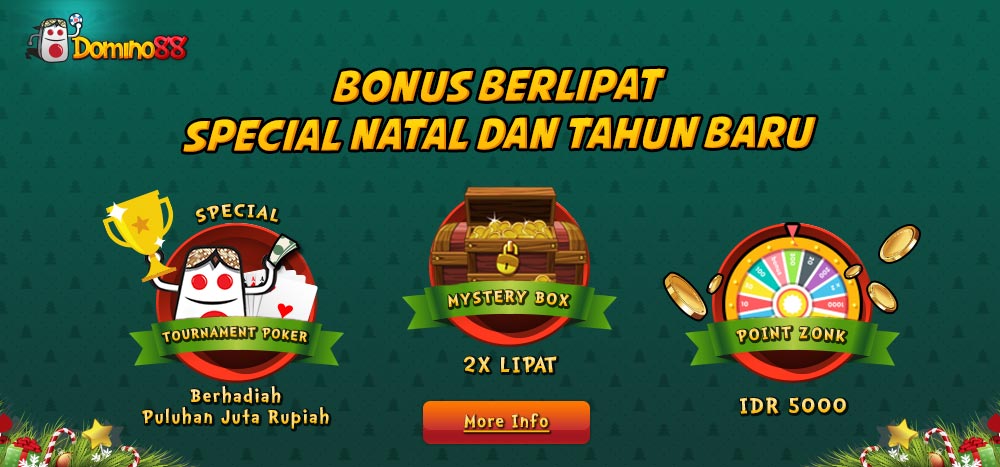 Domino88
BONUS BERLIPAT
SPECIAL NATAL DAN TAHUN BARU
SPECIAL
TOURNAMENT POKER
Berhadiah
Puluhan Juta Rupiah
MYSTERY BOX
2X LIPAT
More Info
POINT ZONK
IDR 5000